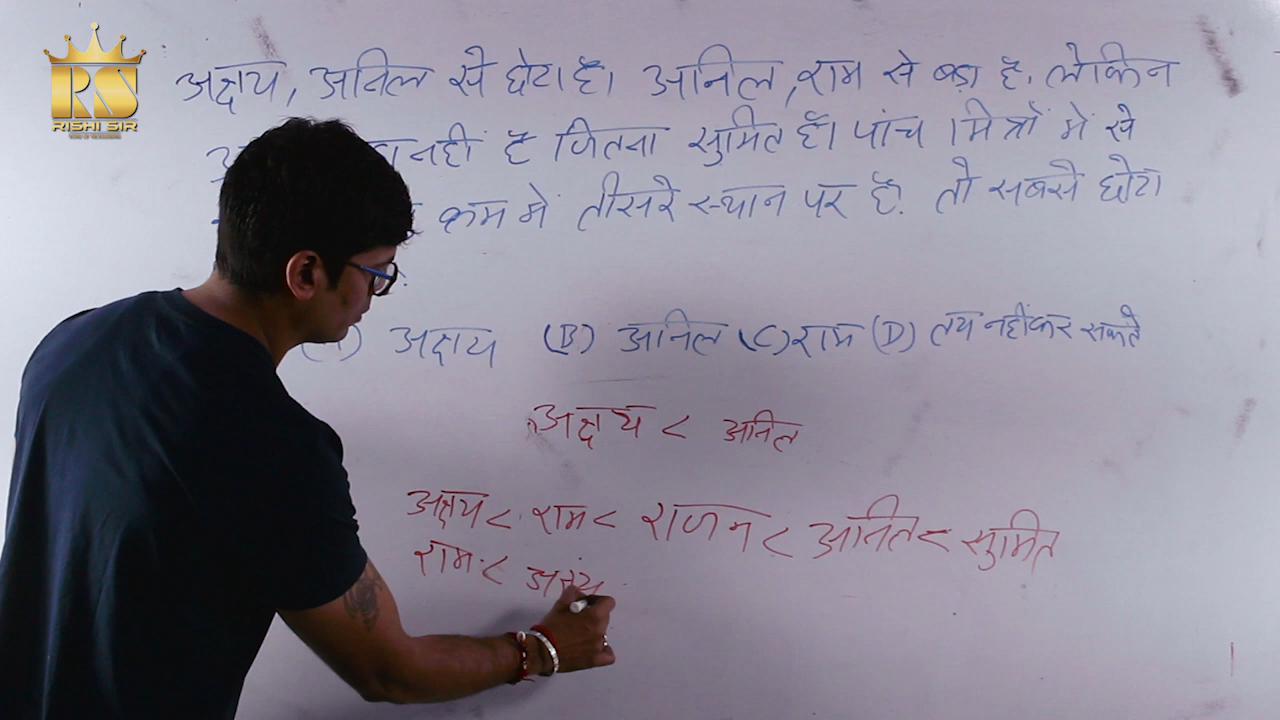 RS
RISHI SIR
अक्षय, अनिल से छोटा है। अनिल, राम से बड़ा है. लेकिन
नहीं है जितना सुमित है। पांच मित्रों में से
क्रम में तीसरे स्थान पर है. तो सबसे छोटा
अक्षय (B) अनिल (C) राम (D) तय नहीं कर सकते
अक्षय < अनिल
अक्षय < राम < राजन < अनिल < सुमित
राम < अक्षय